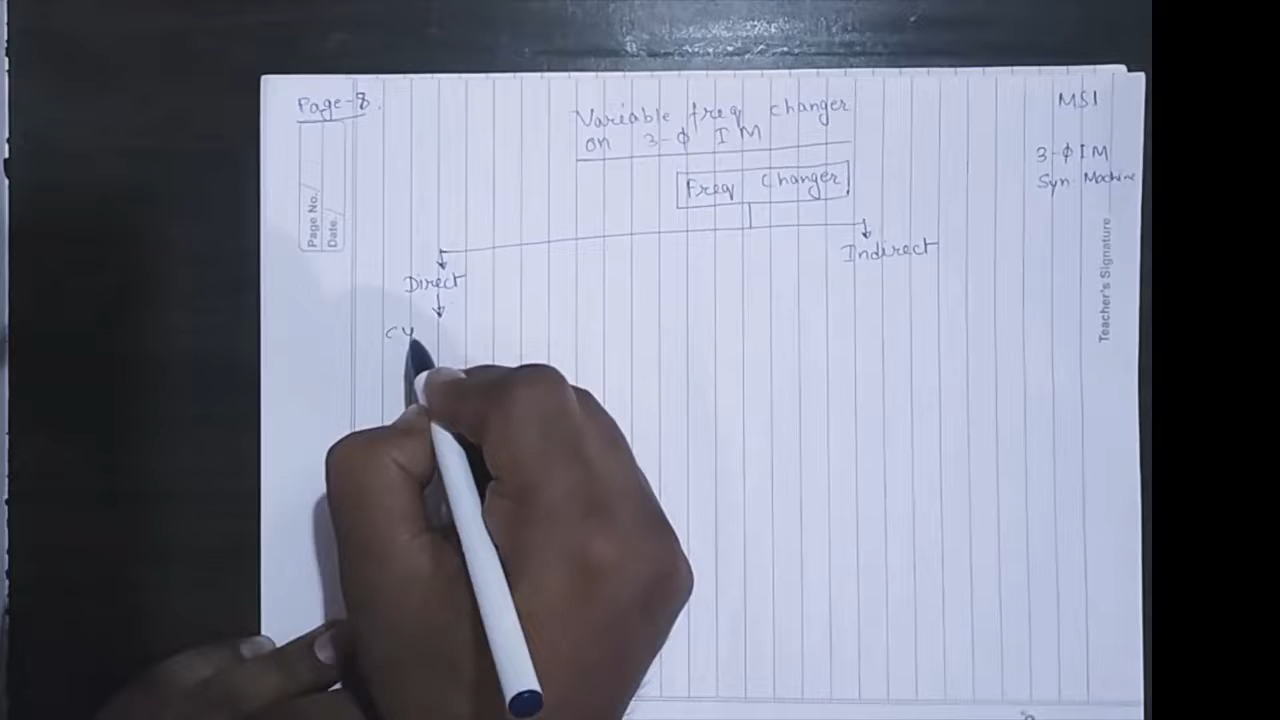 Page-8.
Variable freq changer
on 3-ϕ IM
MSI
3-ϕ IM
Syn. Machine
Freq Changer
Direct
Indirect
cy
Page No.
Date.
Teacher's Signature